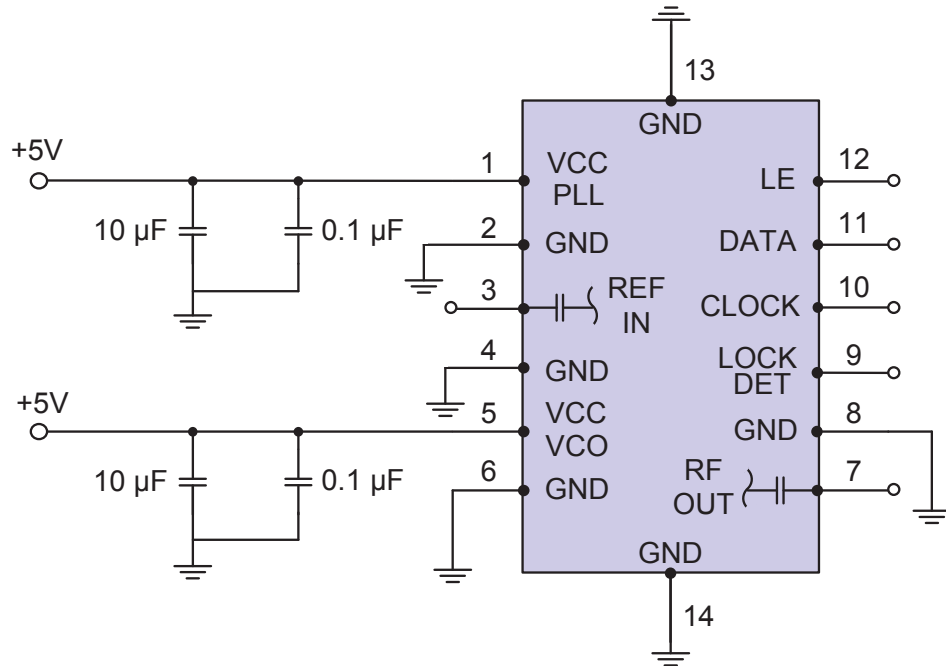 13
GND
+5V
1
VCC
PLL
12
LE
10 µF
0.1 µF
2
GND
11
DATA
3
REF
IN
10
CLOCK
4
GND
9
LOCK
DET
+5V
5
VCC
VCO
8
GND
10 µF
0.1 µF
6
GND
7
RF
OUT
GND
14